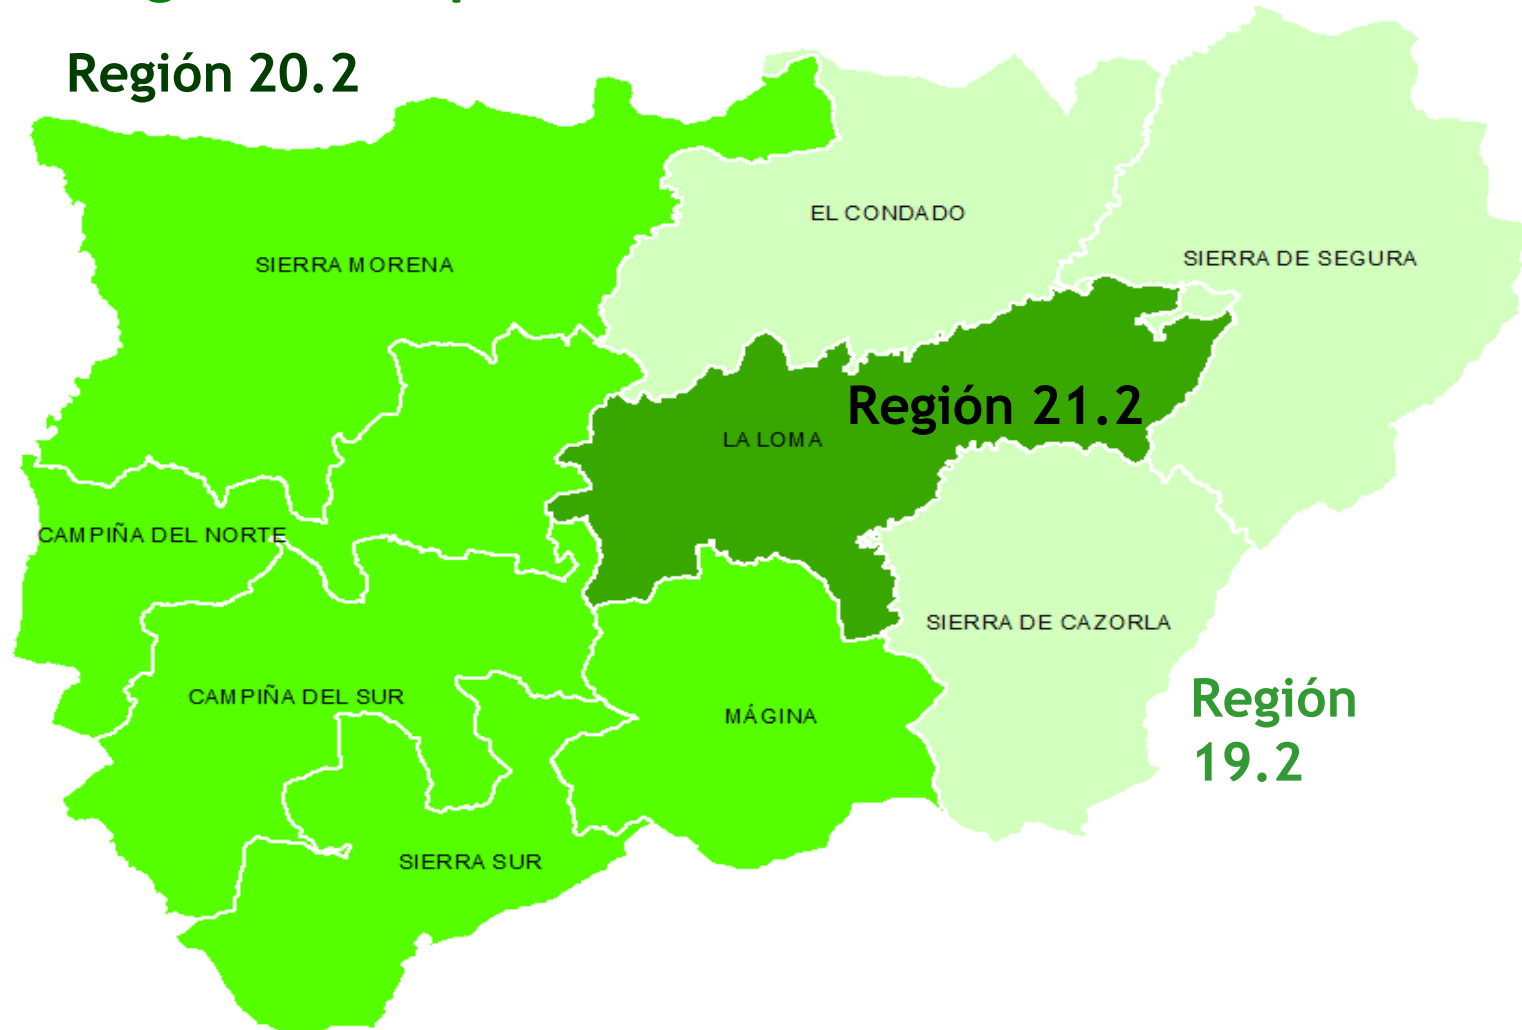 Región 20.2
EL CONDADO
SIERRA MORENA
SIERRA DE SEGURA
Región 21.2
LA LOMA
CAMPIÑA DEL NORTE
SIERRA DE CAZORLA
CAMPIÑA DEL SUR
MÁGINA
Región
19.2
SIERRA SUR